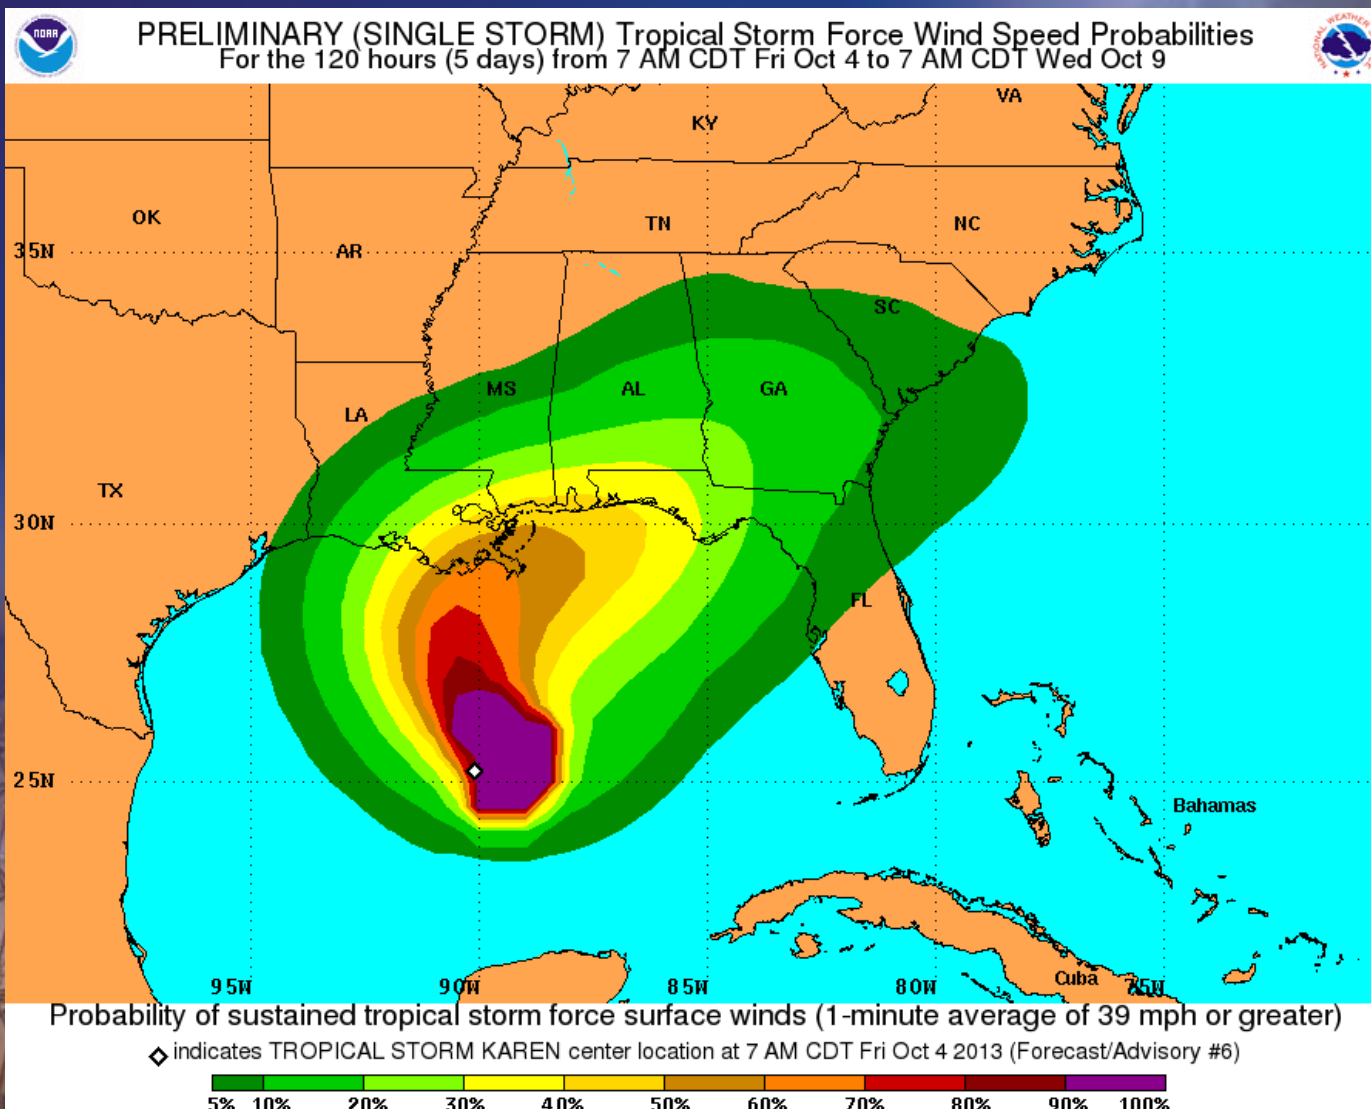 NOAA
PRELIMINARY (SINGLE STORM) Tropical Storm Force Wind Speed Probabilities
For the 120 hours (5 days) from 7 AM CDT Fri Oct 4 to 7 AM CDT Wed Oct 9
VA
KY
OK
TN
NC
AR
35N
SC
MS
AL
GA
LA
TX
30N
FL
25N
Bahamas
Cuba
95W
90W
85W
80W
75W
Probability of sustained tropical storm force surface winds (1-minute average of 39 mph or greater)
indicates TROPICAL STORM KAREN center location at 7 AM CDT Fri Oct 4 2013 (Forecast/Advisory #6)
5% 10% 20% 30% 40% 50% 60% 70% 80% 90% 100%